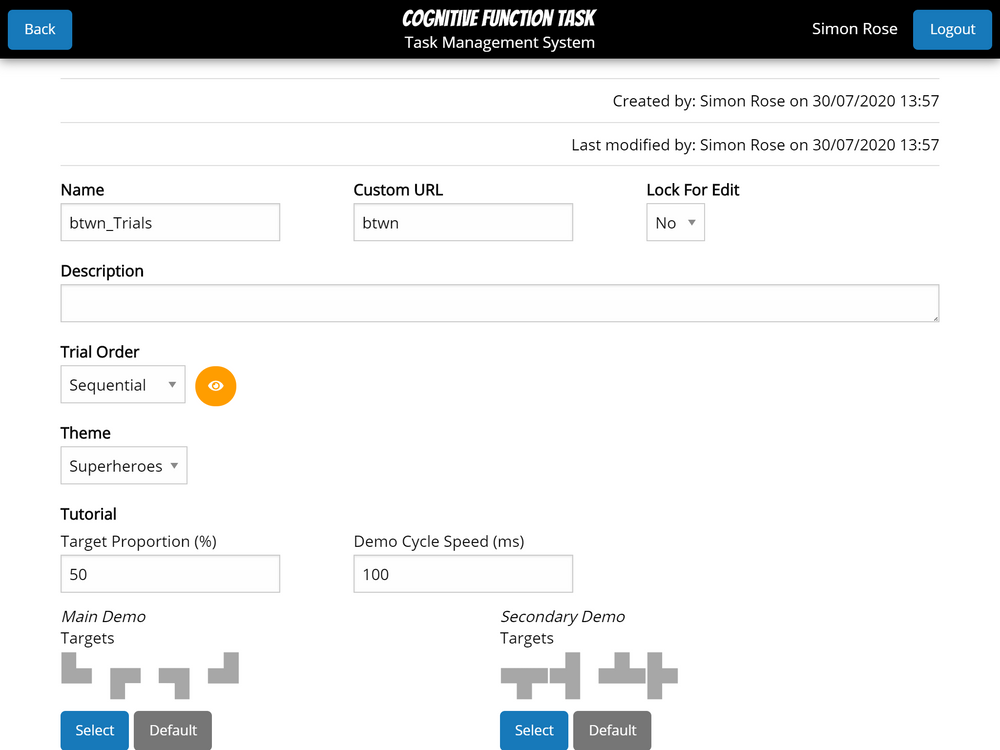 Back
COGNITIVE FUNCTION TASK
Task Management System
Simon Rose
Logout
Created by: Simon Rose on 30/07/2020 13:57
Last modified by: Simon Rose on 30/07/2020 13:57
Name
Custom URL
Lock For Edit
btwn_Trials
btwn
No
Description
Trial Order
Sequential
Theme
Superheroes
Tutorial
Target Proportion (%)
Demo Cycle Speed (ms)
50
100
Main Demo
Secondary Demo
Targets
Targets
Select
Default
Select
Default